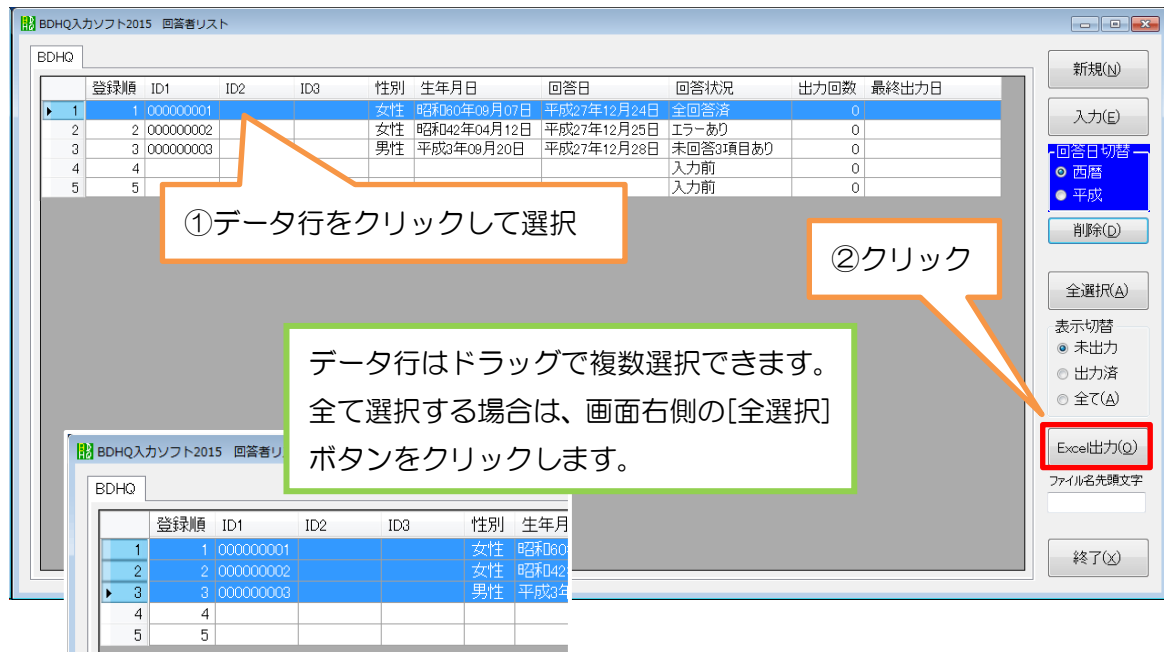 BDHQ入力ソフト2015 回答者リスト
BDHQ
登録順 ID1 ID2 ID3 性別 生年月日 回答日 回答状況 出力回数 最終出力日
1 1 000000001 女性 昭和60年09月07日 平成27年12月24日 全回答済 0
2 2 000000002 女性 昭和42年04月12日 平成27年12月25日 エラーあり 0
3 3 000000003 男性 平成3年09月20日 平成27年12月28日 未回答3項目あり 0
4 4 入力前 0
5 5 入力前 0
①データ行をクリックして選択
②クリック
データ行はドラッグで複数選択できます。
全て選択する場合は、画面右側の[全選択]
ボタンをクリックします。
新規(N)
入力(E)
回答日切替
西暦
平成
削除(D)
全選択(A)
表示切替
未出力
出力済
全て(A)
Excel出力(O)
ファイル名先頭文字
終了(X)
BDHQ入力ソフト2015 回答者リ
BDHQ
登録順 ID1 ID2 ID3 性別 生年月
1 1 000000001 女性 昭和60
2 2 000000002 女性 昭和42
3 3 000000003 男性 平成3年
4 4
5 5